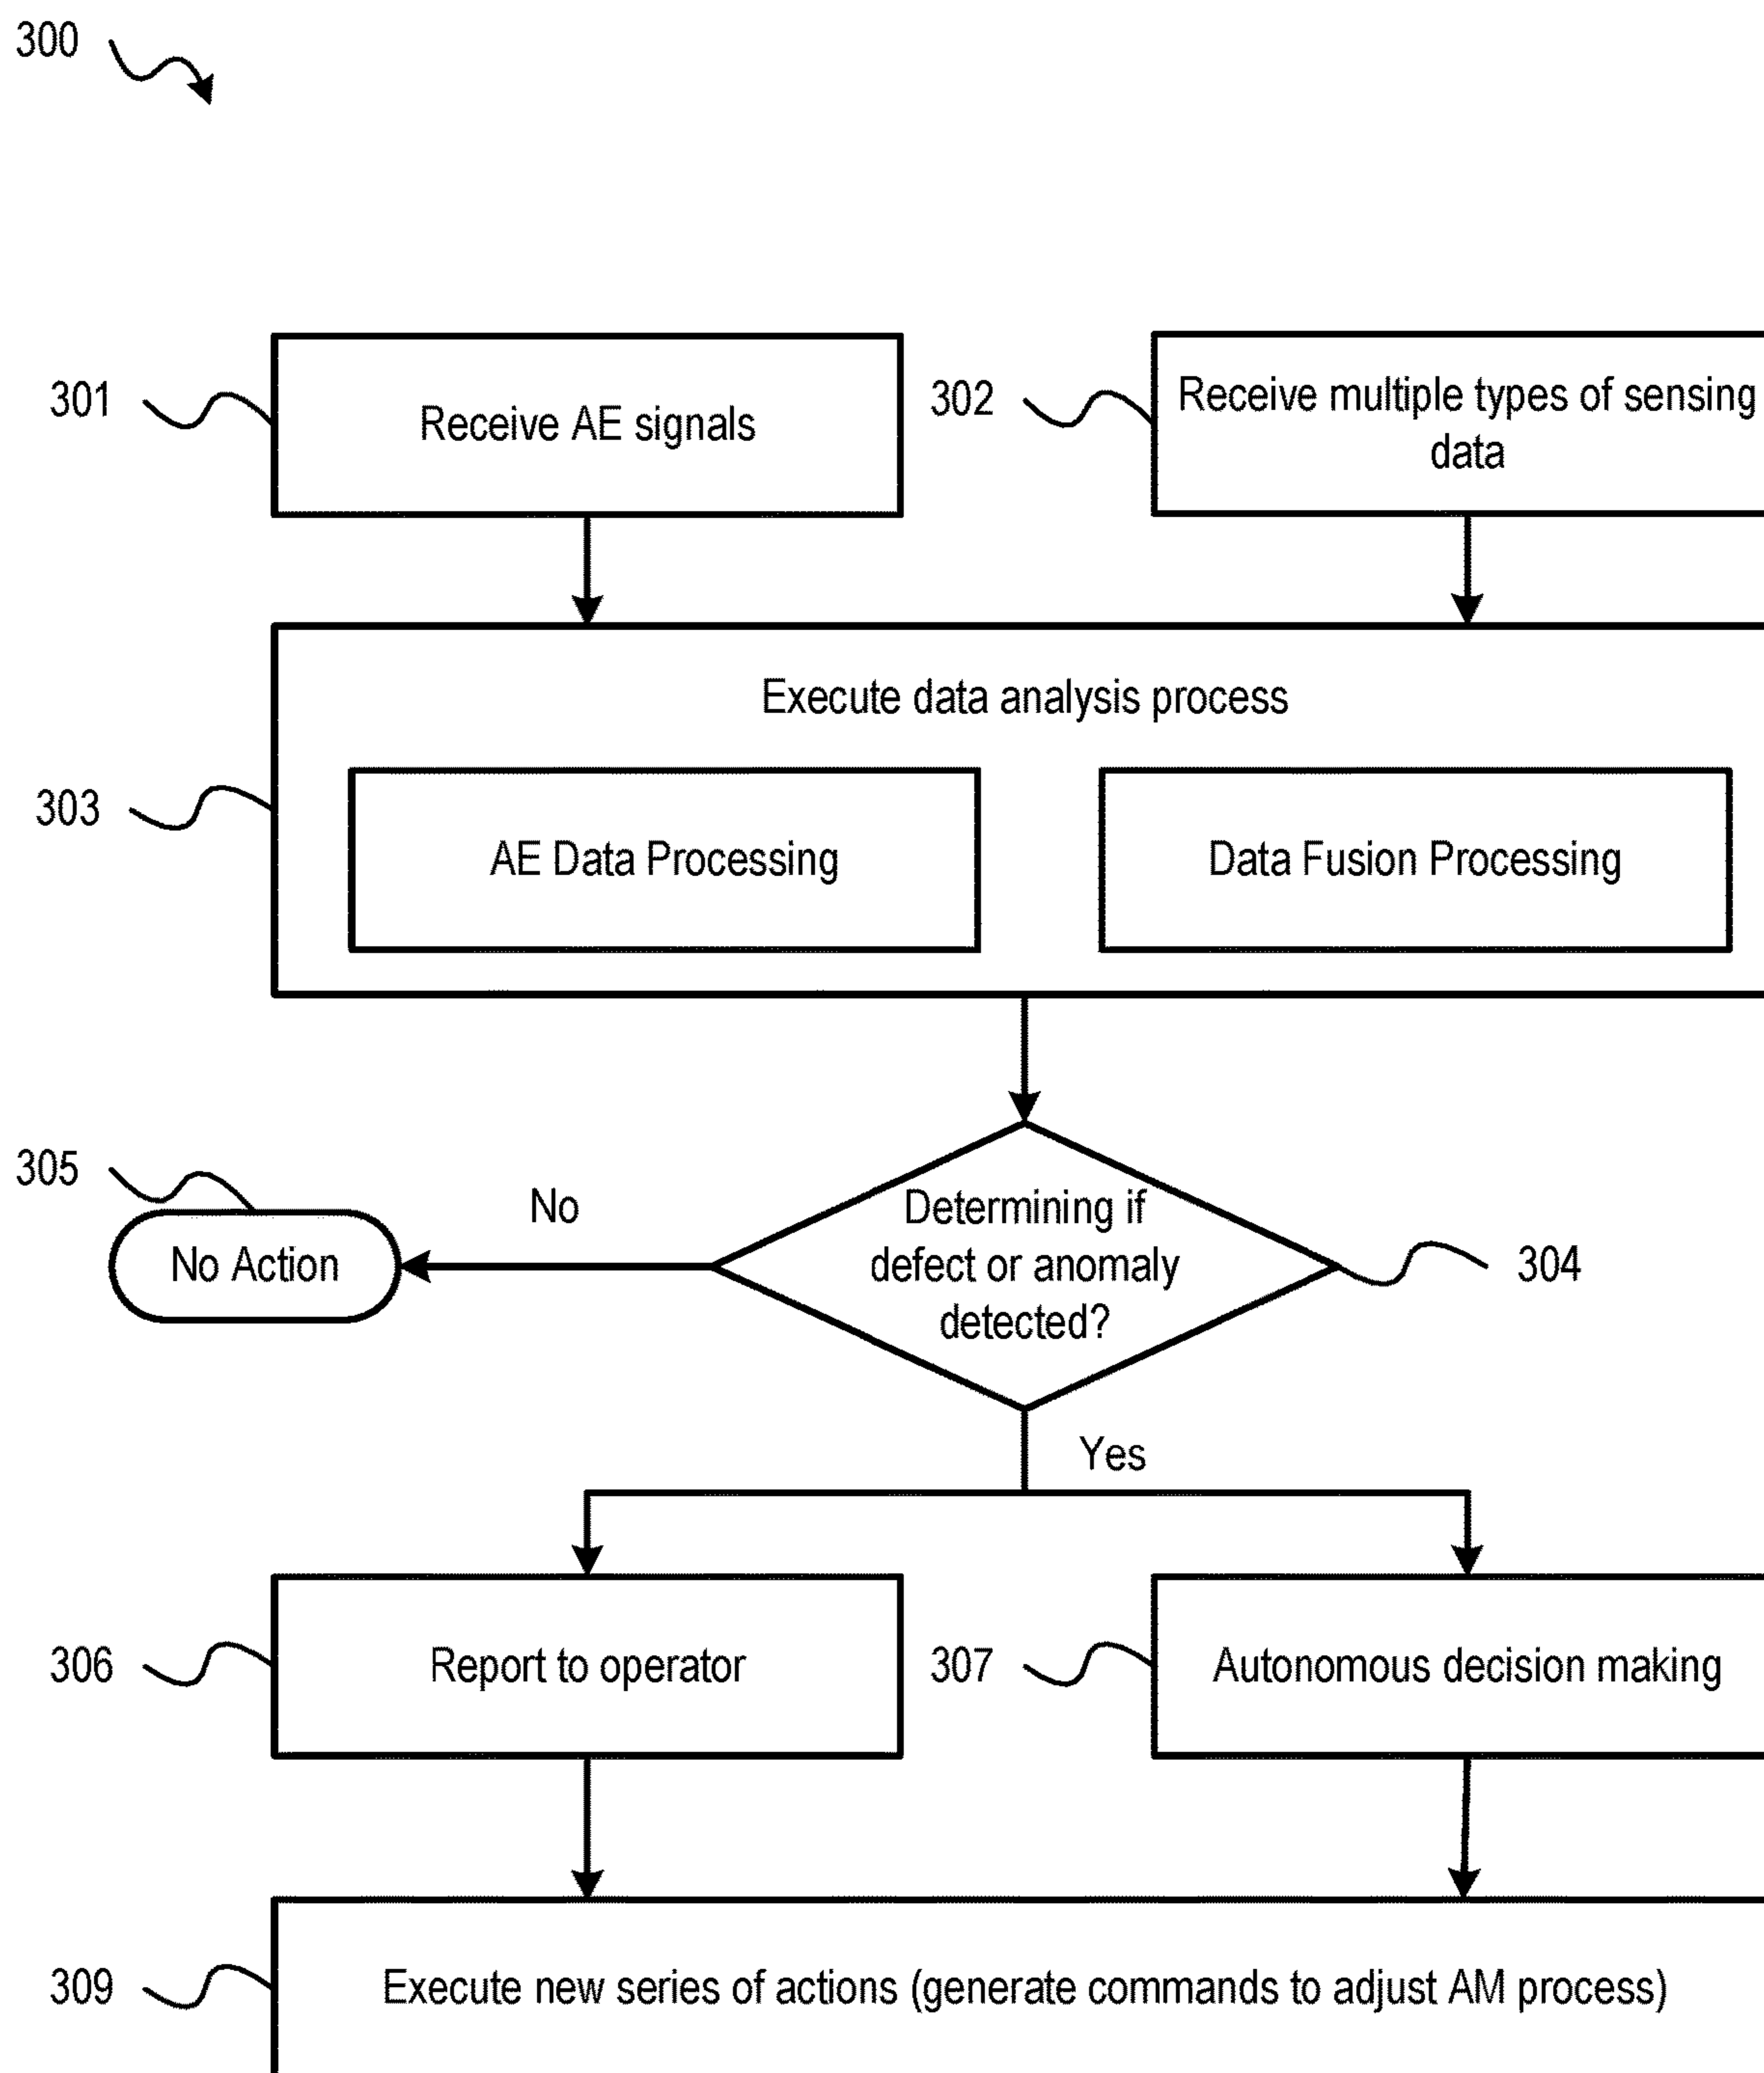 300
301
Receive AE signals
302
Receive multiple types of sensing
data
Execute data analysis process
303
AE Data Processing
Data Fusion Processing
305
No Action
No
Determining if
defect or anomaly
detected?
304
Yes
306
Report to operator
307
Autonomous decision making
309
Execute new series of actions (generate commands to adjust AM process)